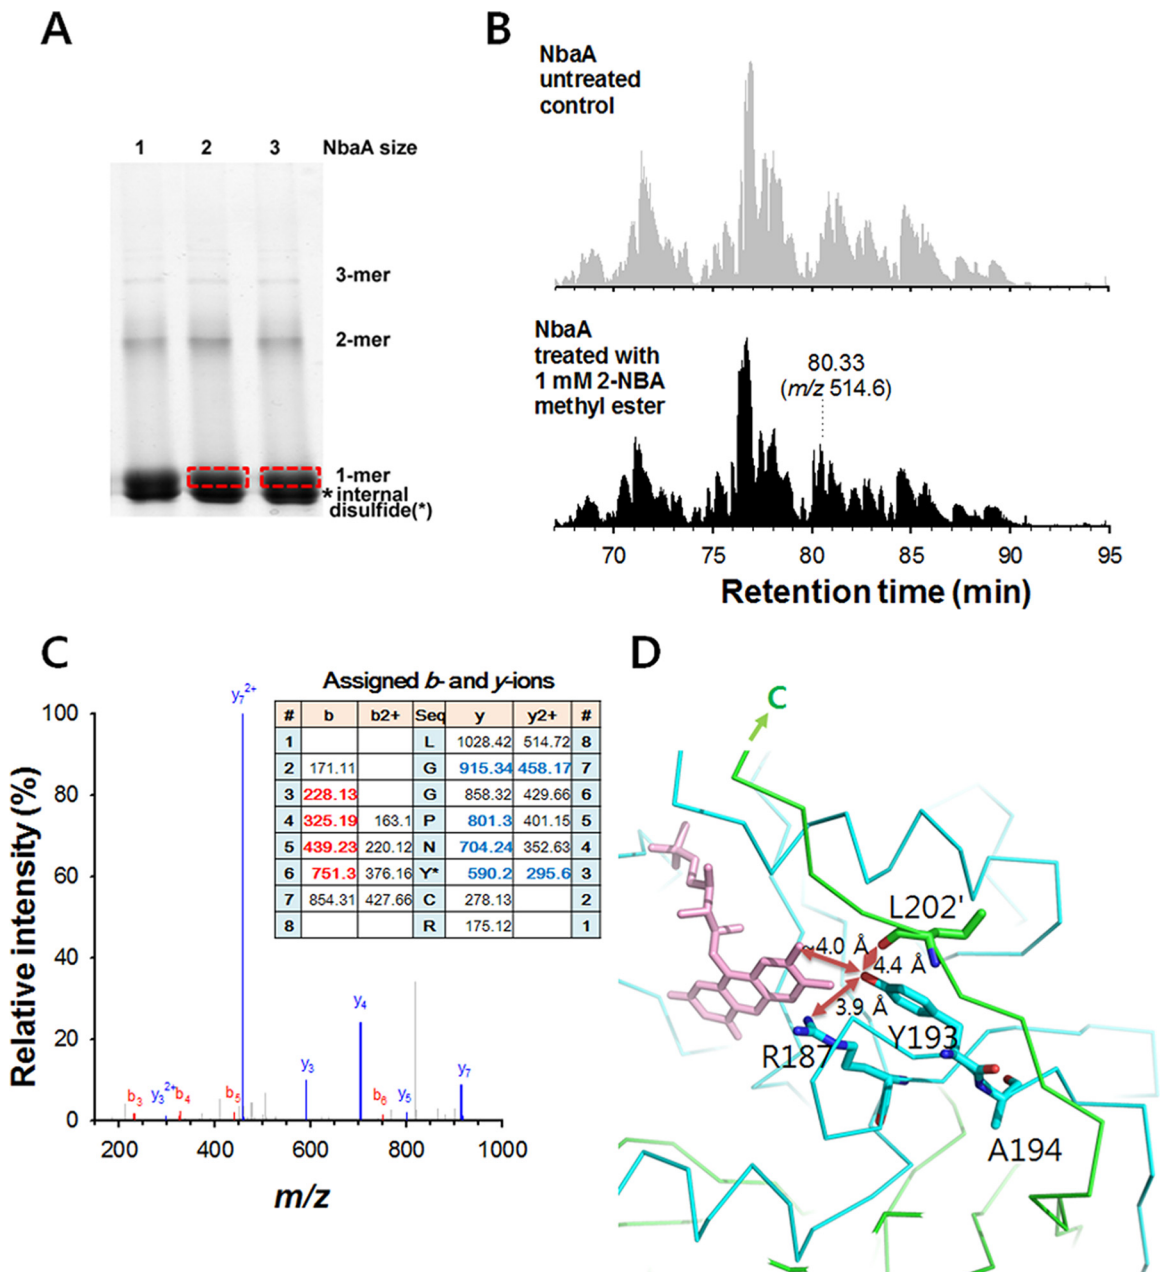 A
1 2 3 NbaA size
3-mer
2-mer
1-mer
* internal
disulfide(*)
B
NbaA
untreated
control
NbaA
treated with
1 mM 2-NBA
methyl ester
80.33
(m/z 514.6)
70 75 80 85 90 95
Retention time (min)
C
Relative intensity (%)
100
80
60
40
20
0
200 400 600 800 1000
m/z
y7 2+
b3
y3 2+
b4
b5
y3
y4
b6
y5
y7
Assigned b- and y-ions
# b b2+ Seq y y2+ #
1 L 1028.42 514.72 8
2 171.11 G 915.34 458.17 7
3 228.13 G 858.32 429.66 6
4 325.19 163.1 P 801.3 401.15 5
5 439.23 220.12 N 704.24 352.63 4
6 751.3 376.16 Y* 590.2 295.6 3
7 854.31 427.66 C 278.13 2
8 R 175.12 1
D
C
L202'
~4.0 Å
4.4 Å
3.9 Å
R187
Y193
A194